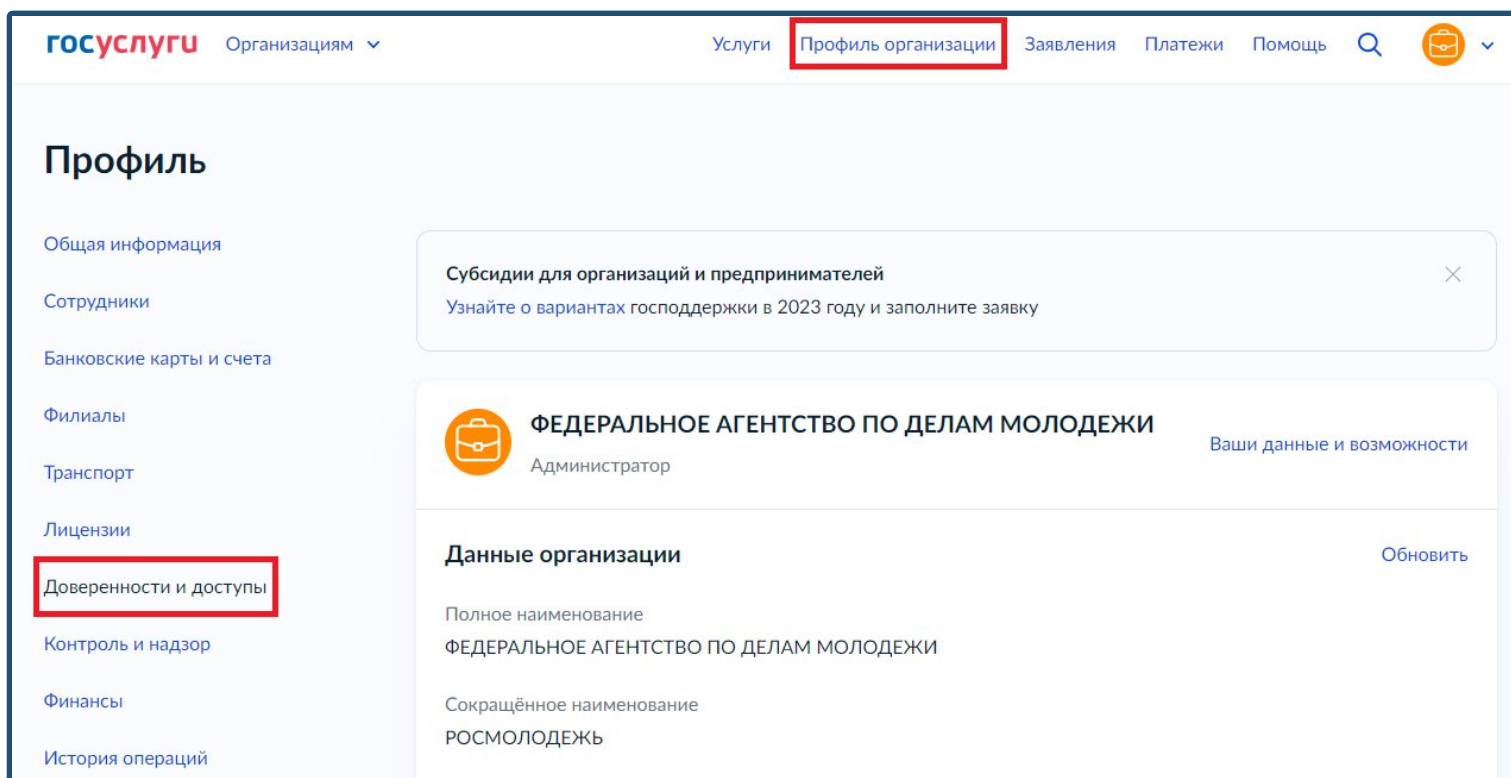 госуслуги Организациям Услуги Профиль организации Заявления Платежи Помощь
Профиль
Общая информация
Сотрудники
Банковские карты и счета
Филиалы
Транспорт
Лицензии
Доверенности и доступы
Контроль и надзор
Финансы
История операций
Субсидии для организаций и предпринимателей
Узнайте о вариантах господдержки в 2023 году и заполните заявку
ФЕДЕРАЛЬНОЕ АГЕНТСТВО ПО ДЕЛАМ МОЛОДЕЖИ
Администратор
Ваши данные и возможности
Данные организации
Обновить
Полное наименование
ФЕДЕРАЛЬНОЕ АГЕНТСТВО ПО ДЕЛАМ МОЛОДЕЖИ
Сокращённое наименование
РОСМОЛОДЕЖЬ